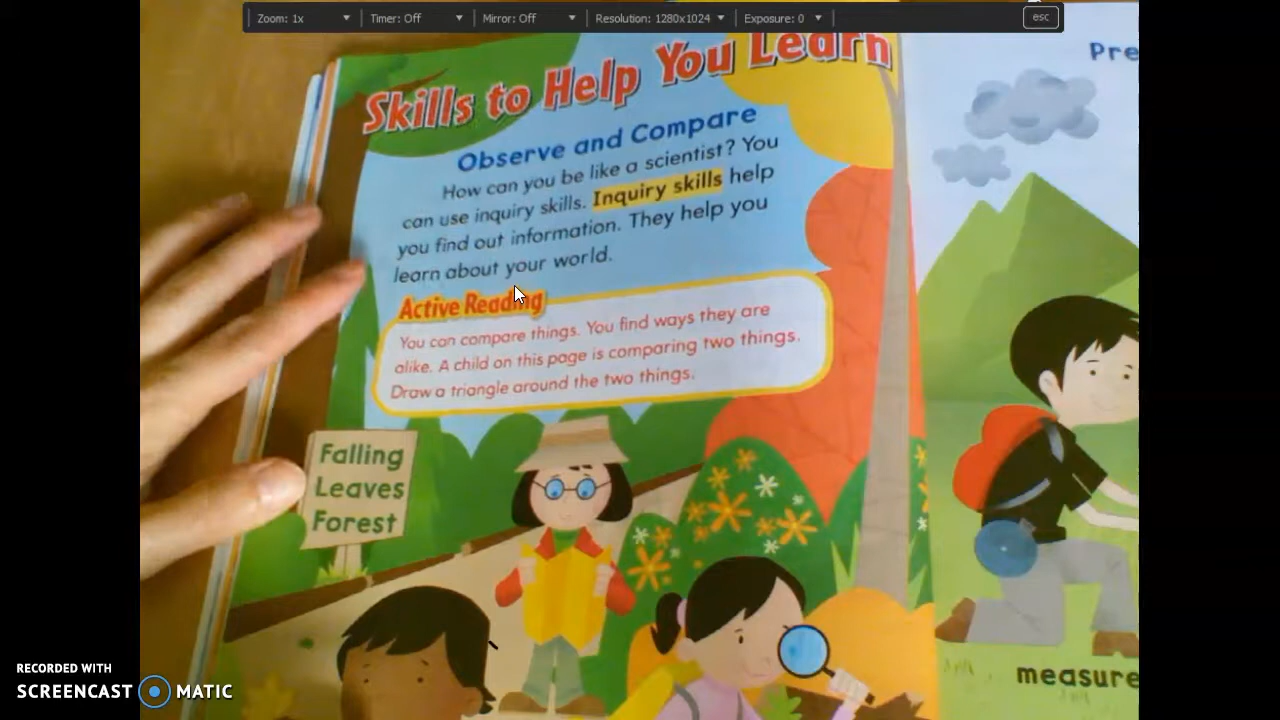 Zoom: 1x Timer: Off Mirror: Off Resolution: 1280x1024 Exposure: 0 esc
Skills to Help You Learn
Observe and Compare
How can you be like a scientist? You
can use inquiry skills. Inquiry skills help
you find out information. They help you
learn about your world.
Active Reading
You can compare things. You find ways they are
alike. A child on this page is comparing two things.
Draw a triangle around the two things.
Falling
Leaves
Forest
Pre
measure
RECORDED WITH
SCREENCAST MATIC